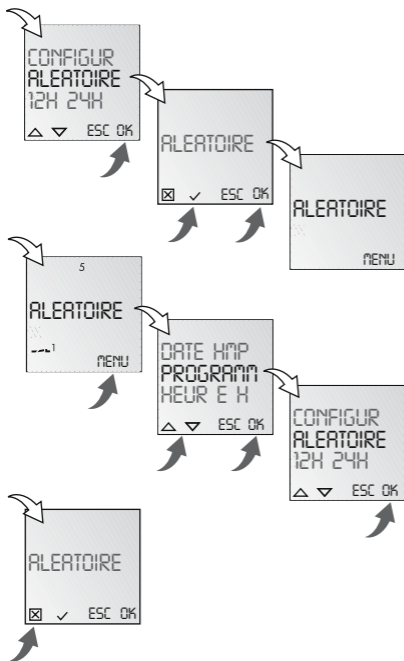 CONFIGUR
ALEATOIRE
12H 24H
ESC OK
ALEATOIRE
ESC OK
ALEATOIRE
MENU
5
ALEATOIRE
1
MENU
DATE HMP
PROGRAMM
HEUR E H
ESC OK
CONFIGUR
ALEATOIRE
12H 24H
ESC OK
ALEATOIRE
ESC OK